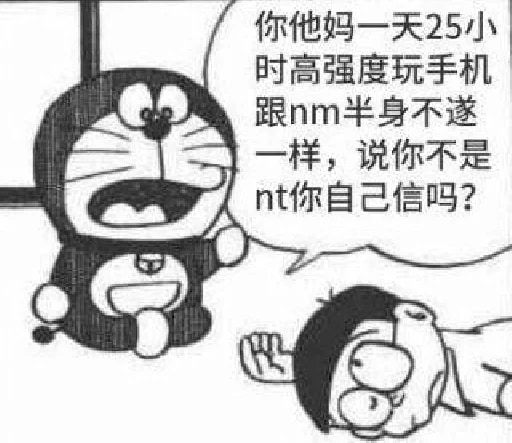 你他妈一天25小
时高强度玩手机
跟nm半身不遂
一样，说你不是
nt你自己信吗？